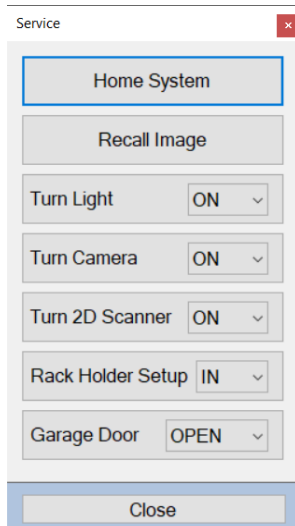 Service
Home System
Recall Image
Turn Light ON
Turn Camera ON
Turn 2D Scanner ON
Rack Holder Setup IN
Garage Door OPEN
Close